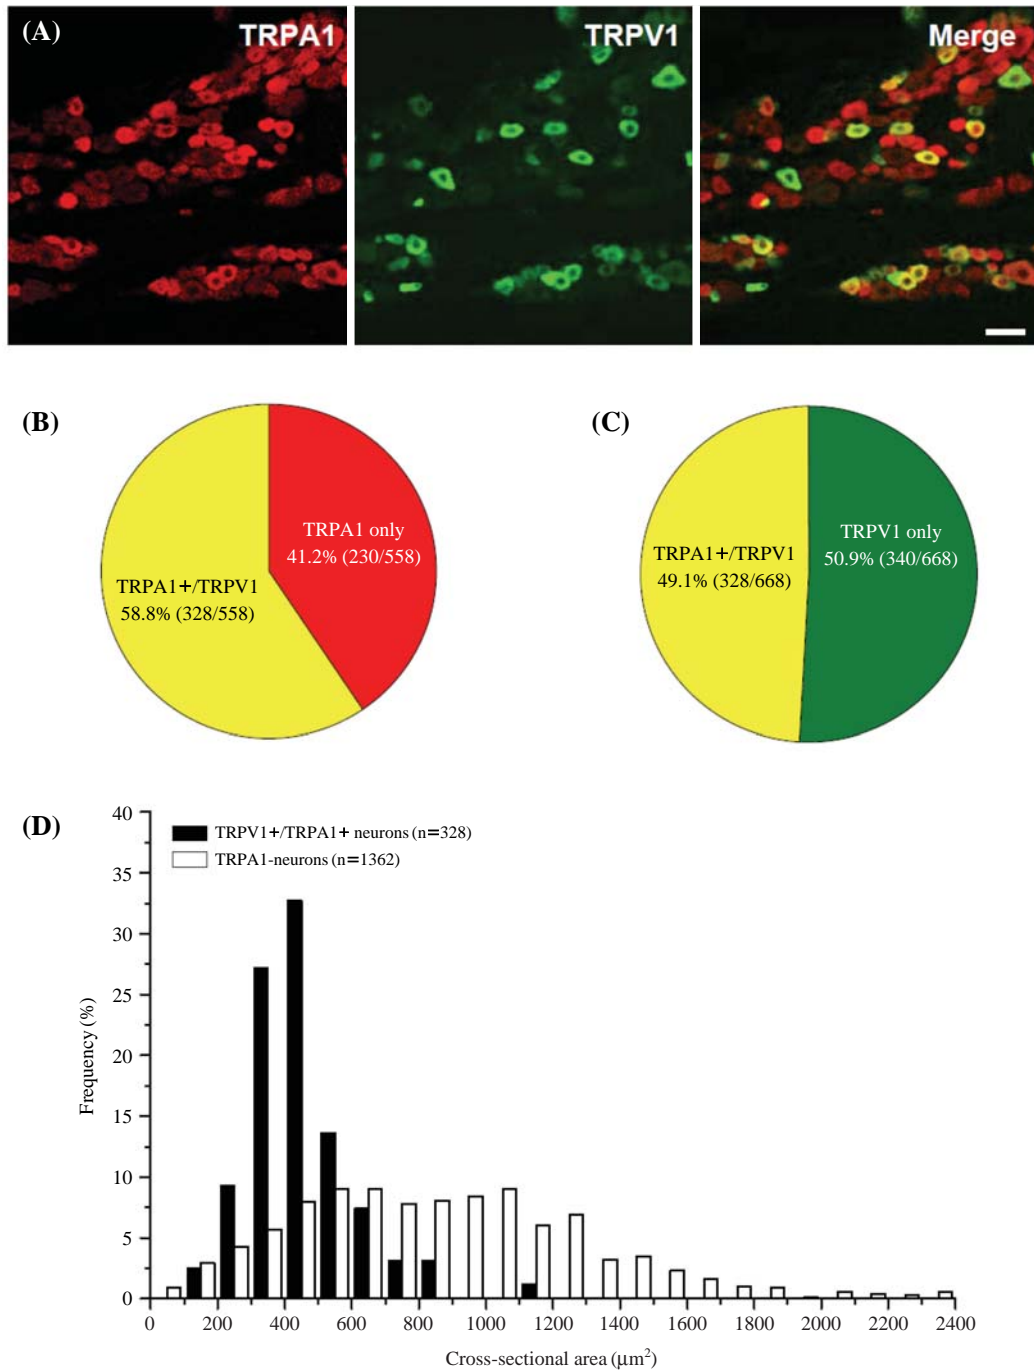 (A)
TRPA1
TRPV1
Merge
(B)
TRPA1 only
41.2% (230/558)
TRPA1+/TRPV1
58.8% (328/558)
(C)
TRPV1 only
50.9% (340/668)
TRPA1+/TRPV1
49.1% (328/668)
(D)
TRPV1+/TRPA1+ neurons (n=328)
TRPA1-neurons (n=1362)
Frequency (%)
40
35
30
25
20
15
10
5
0
0 200 400 600 800 1000 1200 1400 1600 1800 2000 2200 2400
Cross-sectional area (μm²)